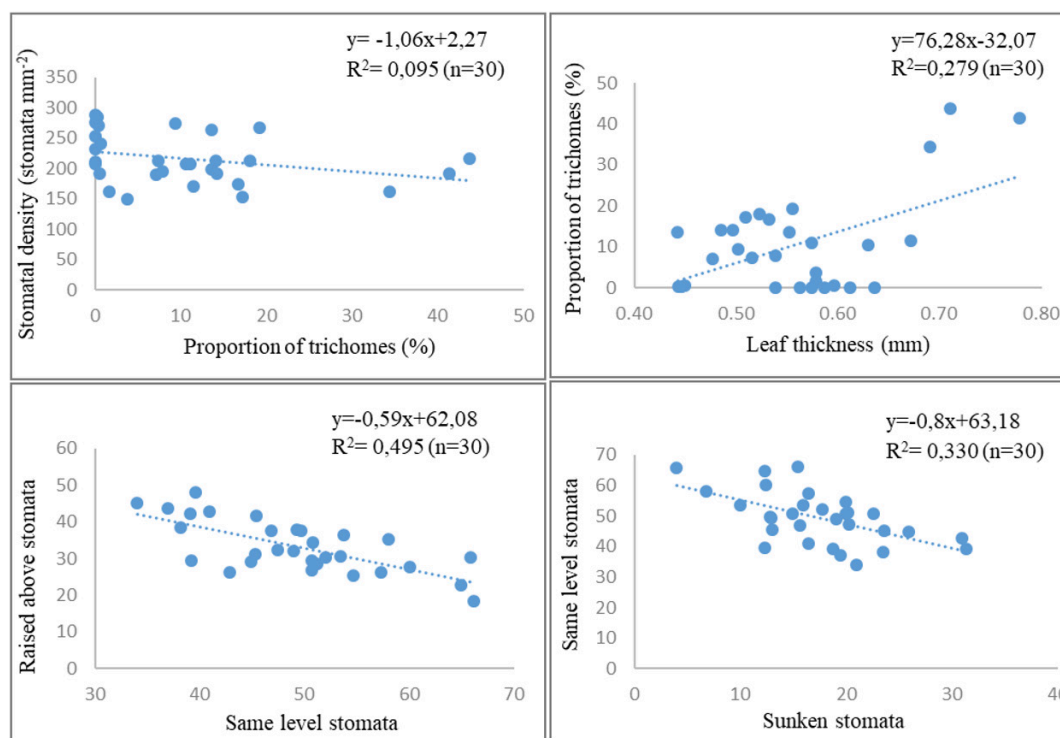 y= -1,06x+2,27
R²= 0,095 (n=30)
Stomatal density (stomata mm⁻²)
350
300
250
200
150
100
50
0
0 10 20 30 40 50
Proportion of trichomes (%)
y=76,28x-32,07
R²=0,279 (n=30)
Proportion of trichomes (%)
50
40
30
20
10
0
0.40 0.50 0.60 0.70 0.80
Leaf thickness (mm)
y=-0,59x+62,08
R²= 0,495 (n=30)
Raised above stomata
60
50
40
30
20
10
0
30 40 50 60 70
Same level stomata
y=-0,8x+63,18
R²= 0,330 (n=30)
Same level stomata
70
60
50
40
30
20
10
0
0 10 20 30 40
Sunken stomata